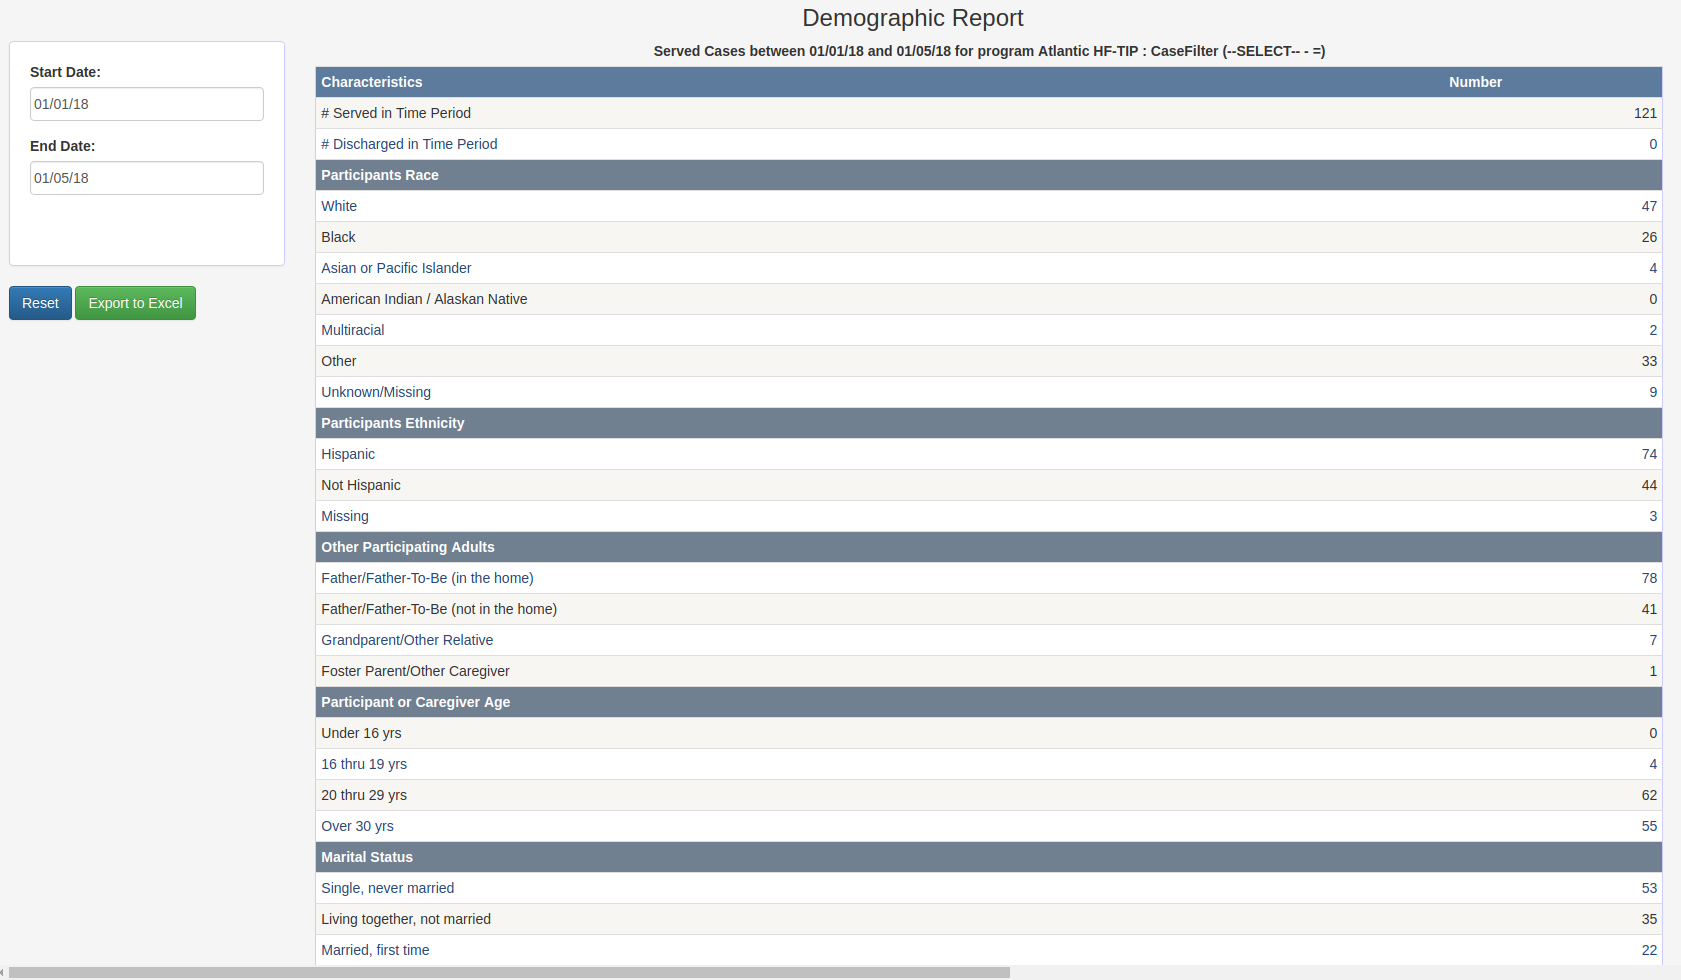 Demographic Report
Start Date:
01/01/18
End Date:
01/05/18
Reset Export to Excel
Served Cases between 01/01/18 and 01/05/18 for program Atlantic HF-TIP : CaseFilter (--SELECT-- - =)
Characteristics Number
# Served in Time Period 121
# Discharged in Time Period 0
Participants Race
White 47
Black 26
Asian or Pacific Islander 4
American Indian / Alaskan Native 0
Multiracial 2
Other 33
Unknown/Missing 9
Participants Ethnicity
Hispanic 74
Not Hispanic 44
Missing 3
Other Participating Adults
Father/Father-To-Be (in the home) 78
Father/Father-To-Be (not in the home) 41
Grandparent/Other Relative 7
Foster Parent/Other Caregiver 1
Participant or Caregiver Age
Under 16 yrs 0
16 thru 19 yrs 4
20 thru 29 yrs 62
Over 30 yrs 55
Marital Status
Single, never married 53
Living together, not married 35
Married, first time 22